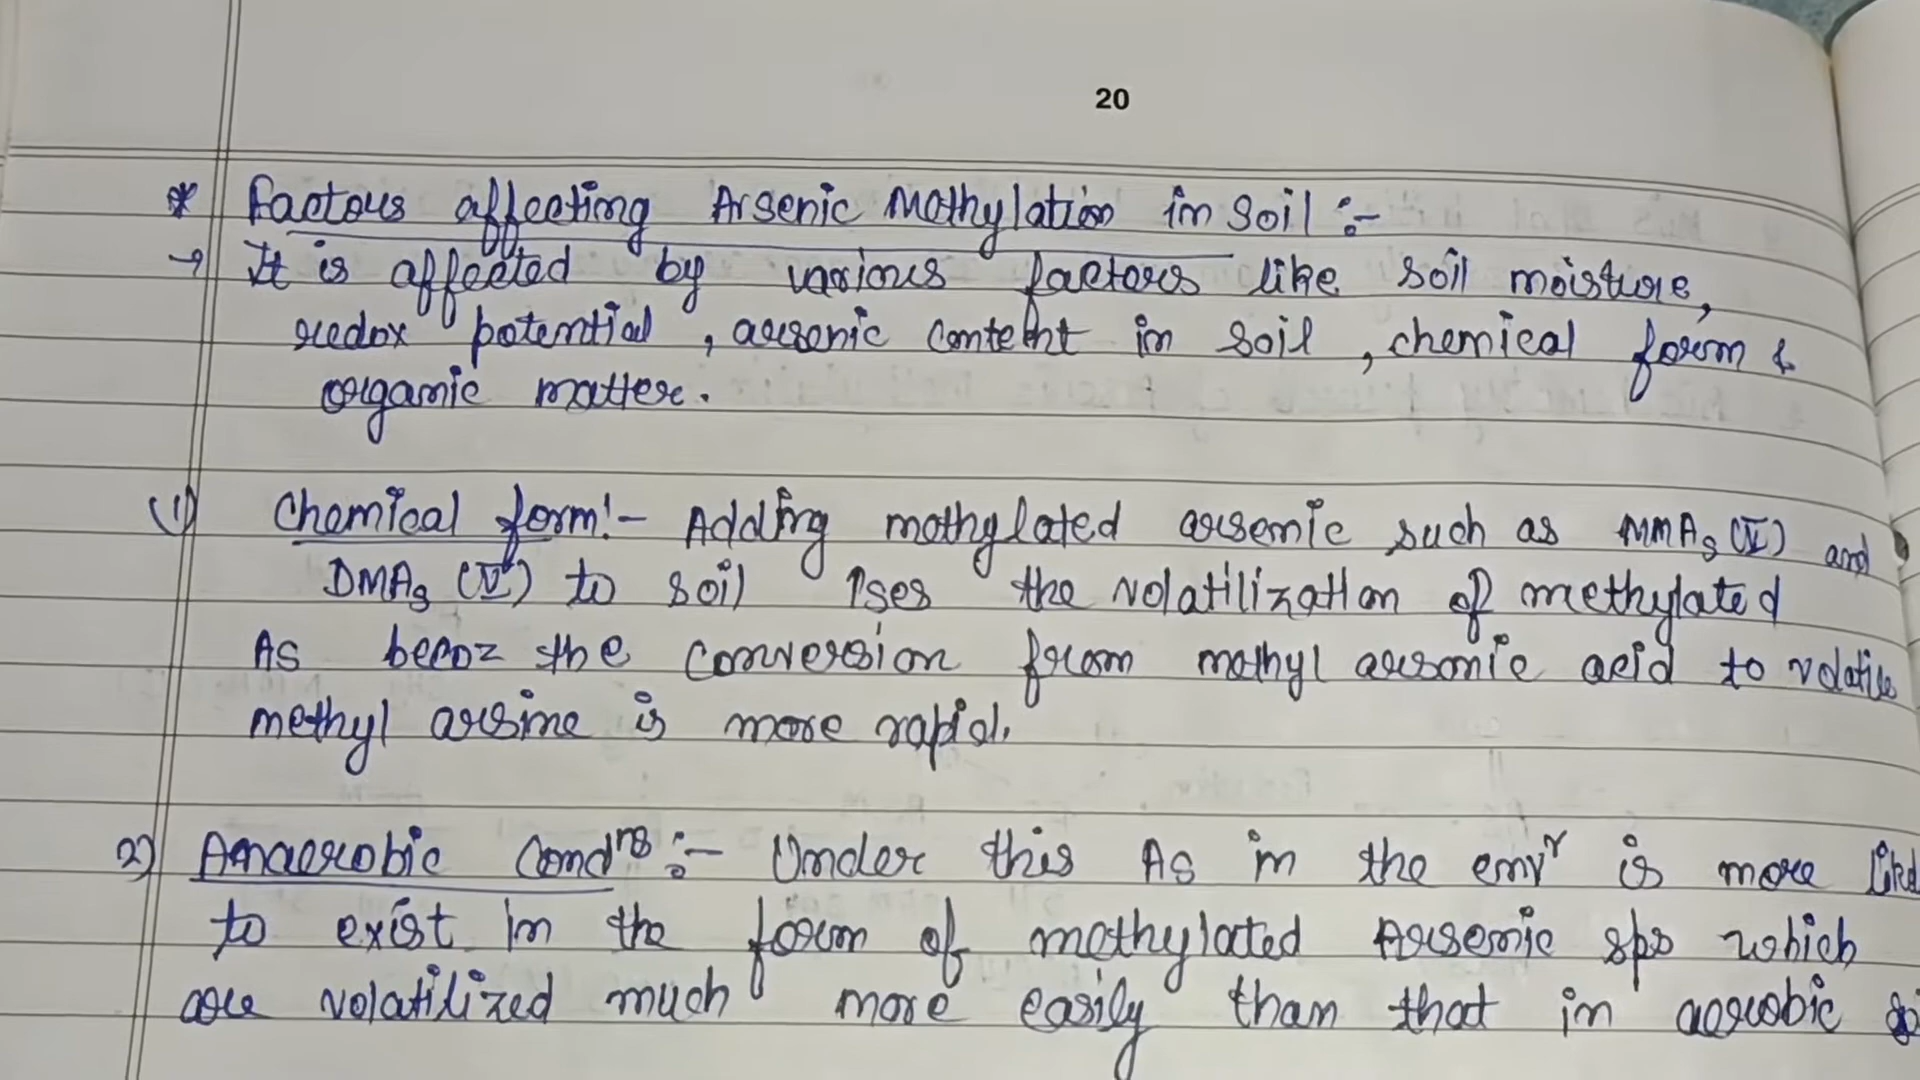 20
* Factors affecting Arsenic Methylation in soil :-
→ It is affected by various factors like soil moisture,
redox potential, arsenic content in soil, chemical form &
organic matter.
(1) Chemical form:- Adding methylated arsenic such as MMAs (V) and
DMAs (V) to soil ↑ses the volatilization of methylated
As becoz the conversion from methyl arsonic acid to volatile
methyl arsine is more rapid.
2) Anaerobic Condns :- Under this As in the envr is more
to exist in the form of methylated Arsenic sps which
are volatilized much more easily than that in aerobic